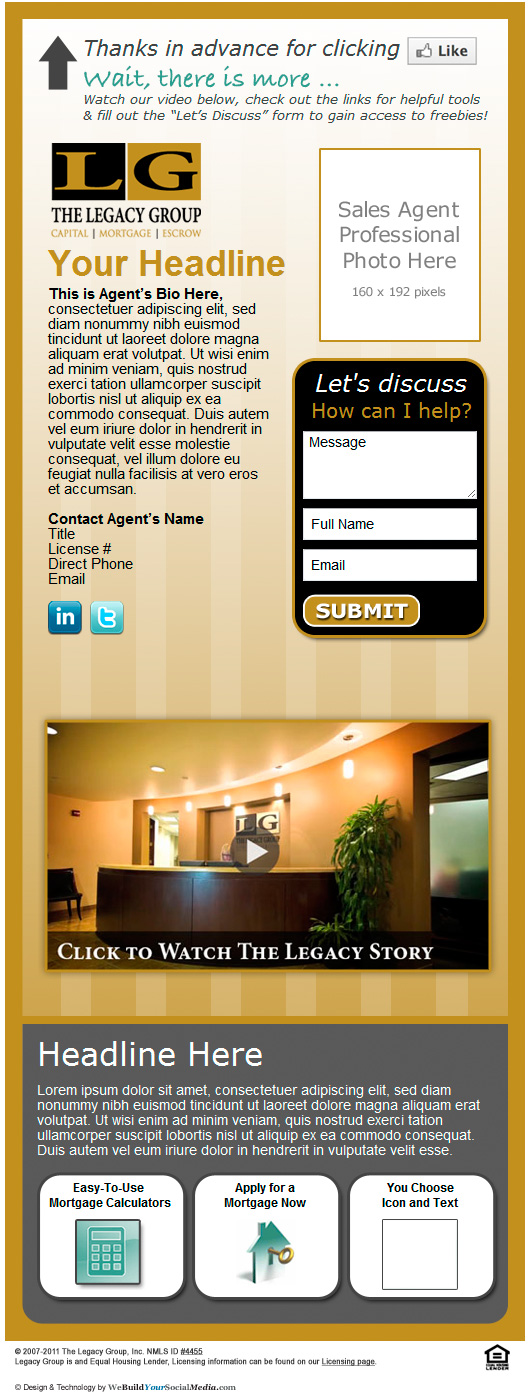 Thanks in advance for clicking Like
Wait, there is more ...
Watch our video below, check out the links for helpful tools
& fill out the “Let’s Discuss” form to gain access to freebies!
LG
THE LEGACY GROUP
CAPITAL | MORTGAGE | ESCROW
Your Headline
This is Agent’s Bio Here,
consectetuer adipiscing elit, sed
diam nonummy nibh euismod
tincidunt ut laoreet dolore magna
aliquam erat volutpat. Ut wisi enim
ad minim veniam, quis nostrud
exerci tation ullamcorper suscipit
lobortis nisl ut aliquip ex ea
commodo consequat. Duis autem
vel eum iriure dolor in hendrerit in
vulputate velit esse molestie
consequat, vel illum dolore eu
feugiat nulla facilisis at vero eros
et accumsan.
Contact Agent’s Name
Title
License #
Direct Phone
Email
in
t
Sales Agent
Professional
Photo Here
160 x 192 pixels
Let's discuss
How can I help?
Message
Full Name
Email
SUBMIT
LG
Click to Watch The Legacy Story
Headline Here
Lorem ipsum dolor sit amet, consectetuer adipiscing elit, sed diam
nonummy nibh euismod tincidunt ut laoreet dolore magna aliquam erat
volutpat. Ut wisi enim ad minim veniam, quis nostrud exerci tation
ullamcorper suscipit lobortis nisl ut aliquip ex ea commodo consequat.
Duis autem vel eum iriure dolor in hendrerit in vulputate velit esse.
Easy-To-Use
Mortgage Calculators
Apply for a
Mortgage Now
You Choose
Icon and Text
© 2007-2011 The Legacy Group, Inc. NMLS ID #4455
Legacy Group is and Equal Housing Lender, Licensing information can be found on our Licensing page.
EQUAL HOUSING
LENDER
© Design & Technology by WeBuildYourSocialMedia.com